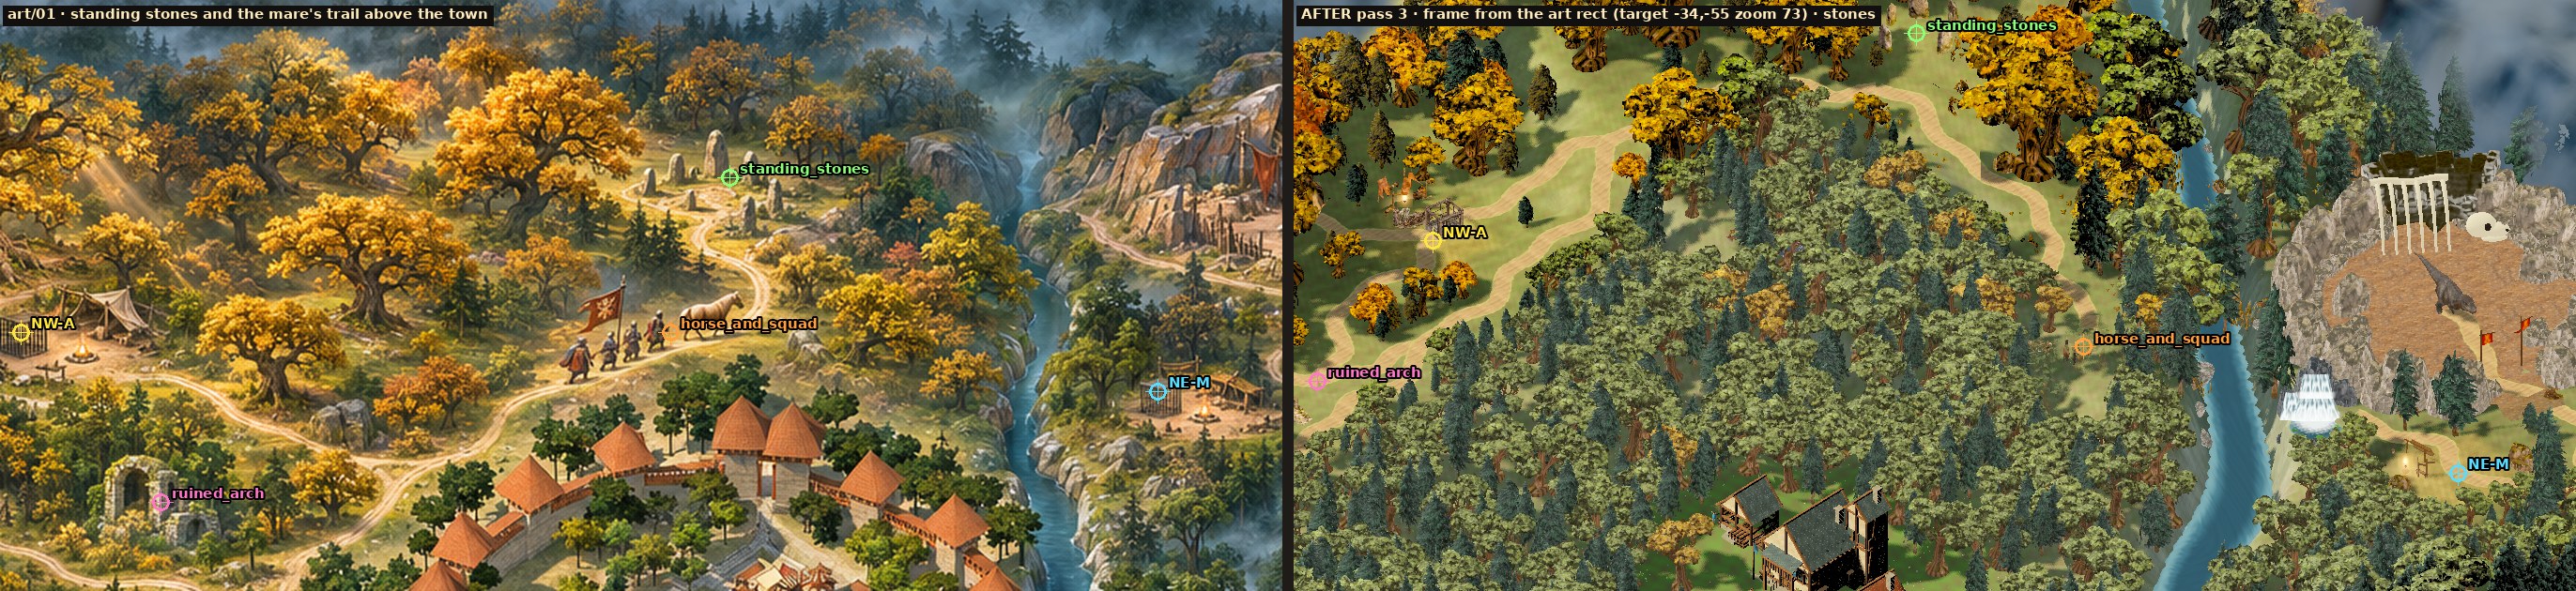 art/01 · standing stones and the mare's trail above the town
standing_stones
horse_and_squad
NW-A
NE-M
ruined_arch
AFTER pass 3 · frame from the art rect (target -34,-55 zoom 73) · stones
standing_stones
NW-A
horse_and_squad
ruined_arch
NE-M